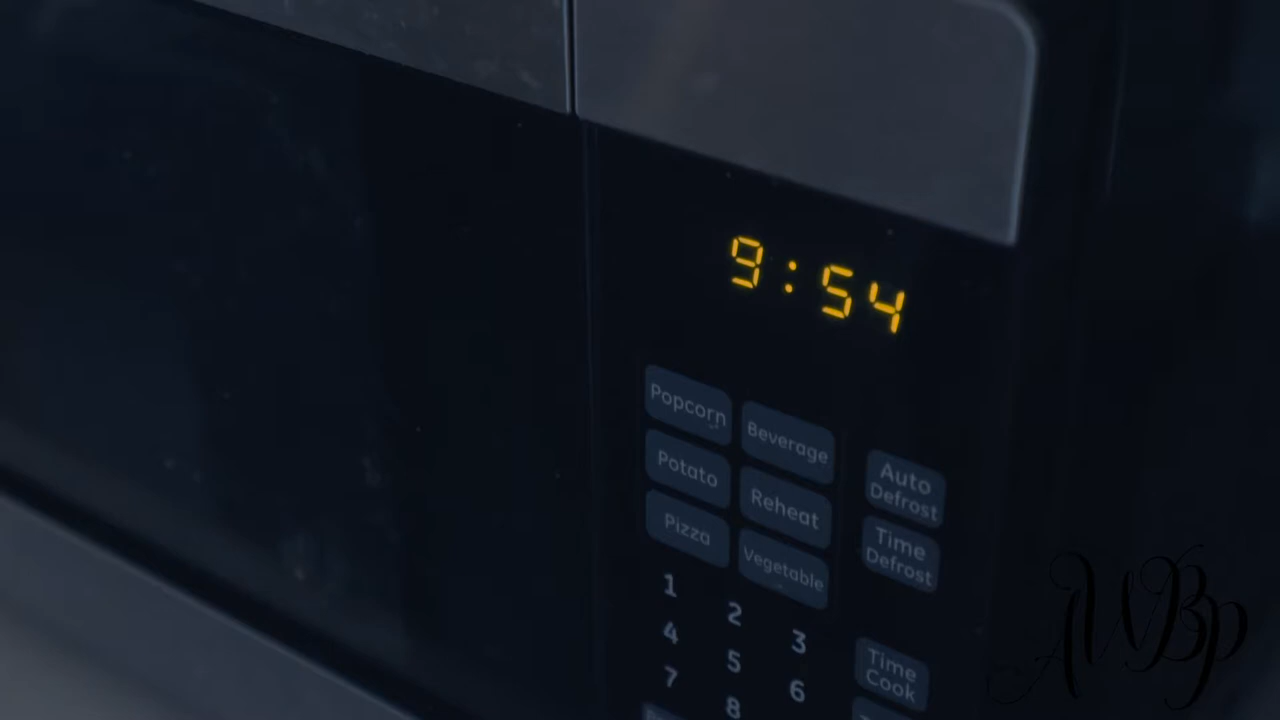 9:54
Popcorn
Beverage
Potato
Reheat
Pizza
Vegetable
Auto
Defrost
Time
Defrost
1 2 3
4 5 6
7 8
Time
Cook
AWBp